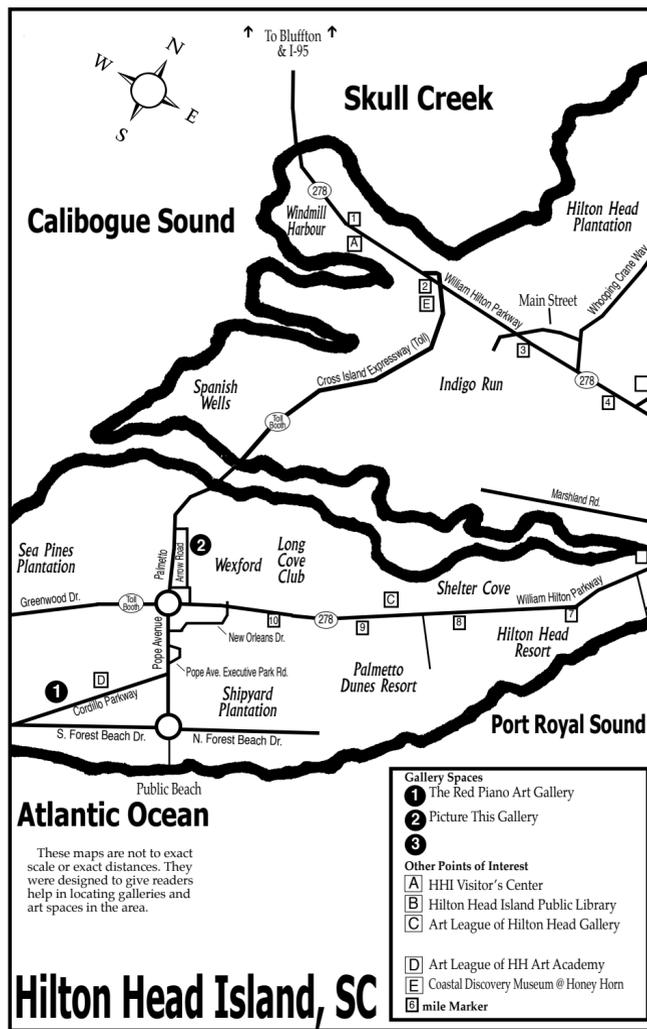 ↑ To Bluffton ↑
& I-95
N
W
E
S
Skull Creek
Calibogue Sound
278
Windmill
Harbour
1
A
Hilton Head
Plantation
Whooping Crane Way
2
E
William Hilton Parkway
Main Street
3
Cross Island Expressway (Toll)
Indigo Run
278
4
Spanish
Wells
Toll
Booth
Marshland Rd.
Sea Pines
Plantation
Palmetto
Arrow Road
2
Wexford
Long
Cove
Club
Shelter Cove
William Hilton Parkway
Greenwood Dr.
Toll
Booth
C
10
278
9
8
7
Pope Avenue
New Orleans Dr.
Hilton Head
Resort
Pope Ave. Executive Park Rd.
Palmetto
Dunes Resort
1
D
Cordillo Parkway
Shipyard
Plantation
S. Forest Beach Dr.
N. Forest Beach Dr.
Port Royal Sound
Public Beach
Atlantic Ocean
These maps are not to exact
scale or exact distances. They
were designed to give readers
help in locating galleries and
art spaces in the area.
Gallery Spaces
1 The Red Piano Art Gallery
2 Picture This Gallery
3
Other Points of Interest
A HHI Visitor's Center
B Hilton Head Island Public Library
C Art League of Hilton Head Gallery
D Art League of HH Art Academy
E Coastal Discovery Museum @ Honey Horn
6 mile Marker
Hilton Head Island, SC